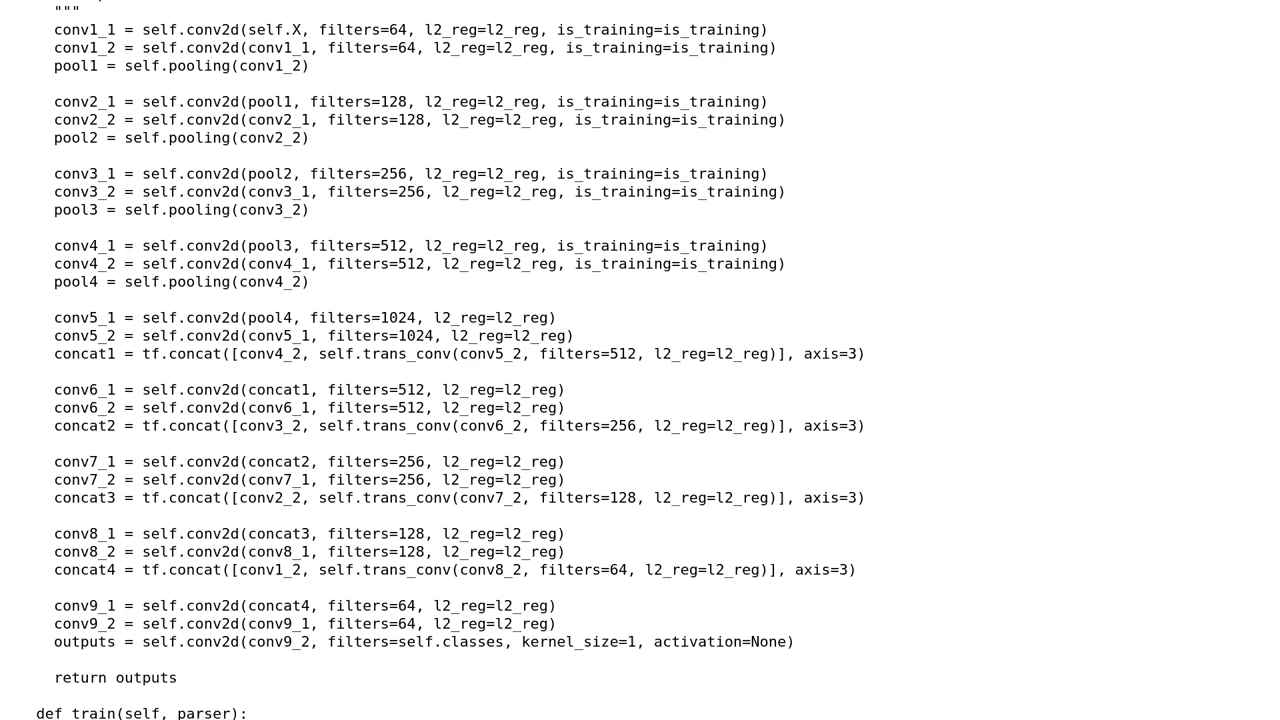 """
conv1_1 = self.conv2d(self.X, filters=64, l2_reg=l2_reg, is_training=is_training)
conv1_2 = self.conv2d(conv1_1, filters=64, l2_reg=l2_reg, is_training=is_training)
pool1 = self.pooling(conv1_2)

conv2_1 = self.conv2d(pool1, filters=128, l2_reg=l2_reg, is_training=is_training)
conv2_2 = self.conv2d(conv2_1, filters=128, l2_reg=l2_reg, is_training=is_training)
pool2 = self.pooling(conv2_2)

conv3_1 = self.conv2d(pool2, filters=256, l2_reg=l2_reg, is_training=is_training)
conv3_2 = self.conv2d(conv3_1, filters=256, l2_reg=l2_reg, is_training=is_training)
pool3 = self.pooling(conv3_2)

conv4_1 = self.conv2d(pool3, filters=512, l2_reg=l2_reg, is_training=is_training)
conv4_2 = self.conv2d(conv4_1, filters=512, l2_reg=l2_reg, is_training=is_training)
pool4 = self.pooling(conv4_2)

conv5_1 = self.conv2d(pool4, filters=1024, l2_reg=l2_reg)
conv5_2 = self.conv2d(conv5_1, filters=1024, l2_reg=l2_reg)
concat1 = tf.concat([conv4_2, self.trans_conv(conv5_2, filters=512, l2_reg=l2_reg)], axis=3)

conv6_1 = self.conv2d(concat1, filters=512, l2_reg=l2_reg)
conv6_2 = self.conv2d(conv6_1, filters=512, l2_reg=l2_reg)
concat2 = tf.concat([conv3_2, self.trans_conv(conv6_2, filters=256, l2_reg=l2_reg)], axis=3)

conv7_1 = self.conv2d(concat2, filters=256, l2_reg=l2_reg)
conv7_2 = self.conv2d(conv7_1, filters=256, l2_reg=l2_reg)
concat3 = tf.concat([conv2_2, self.trans_conv(conv7_2, filters=128, l2_reg=l2_reg)], axis=3)

conv8_1 = self.conv2d(concat3, filters=128, l2_reg=l2_reg)
conv8_2 = self.conv2d(conv8_1, filters=128, l2_reg=l2_reg)
concat4 = tf.concat([conv1_2, self.trans_conv(conv8_2, filters=64, l2_reg=l2_reg)], axis=3)

conv9_1 = self.conv2d(concat4, filters=64, l2_reg=l2_reg)
conv9_2 = self.conv2d(conv9_1, filters=64, l2_reg=l2_reg)
outputs = self.conv2d(conv9_2, filters=self.classes, kernel_size=1, activation=None)

return outputs

def train(self, parser):